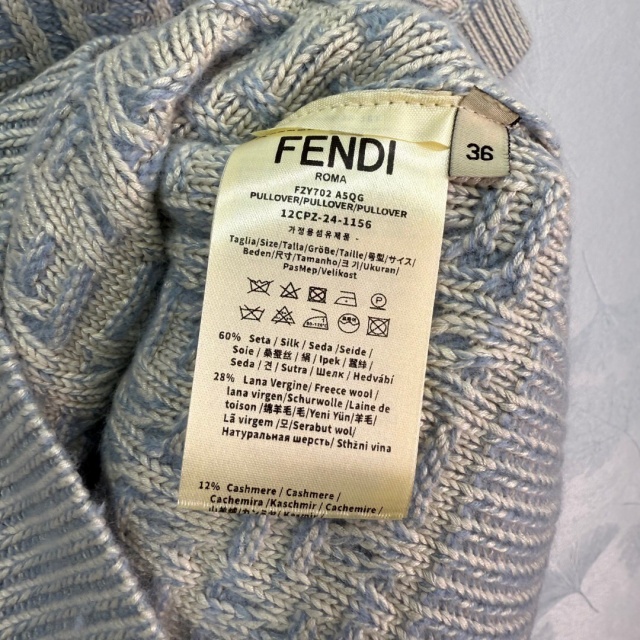 FENDI
ROMA
36
FZY702 A5QG
PULLOVER/PULLOVER/PULLOVER
12CPZ-24-1156
가정용섬유제품 -
Taglia/Size/Talla/Größe/Taille/号型/サイズ/
Beden/尺寸/Tamanho/크기/Ukuran/
PasMep/Velikost
60% Seta / Silk / Seda /Seide /
Soie / 桑蚕丝 / 絹 / Ipek / 蠶絲 /
Seda / 견 / Sutra / Шелк / Hedvábí
28% Lana Vergine/ Freece wool /
lana virgen/Schurwolle/Laine de
toison/绵羊毛/毛/Yeni Yün/羊毛/
Lã virgem /모/Serabut wol/
Натуральная шерсть/ Sthžni vina
12% Cashmere / Cashmere /
Cachemira/Kaschmir / Cachemire /